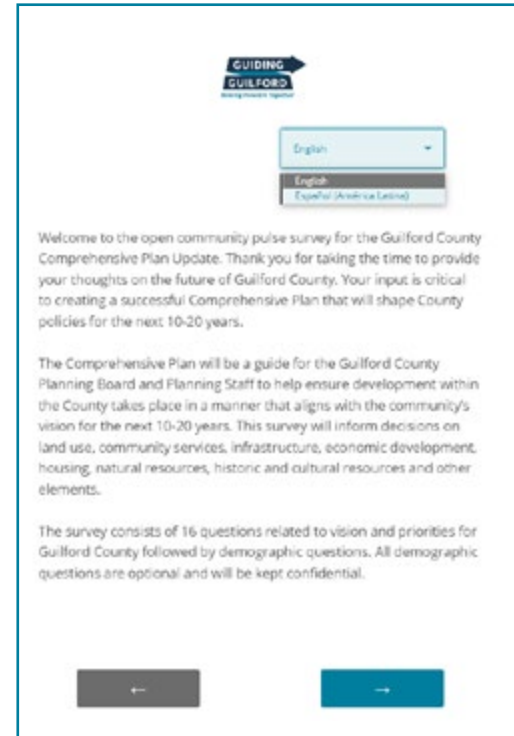 GUIDING
GUILFORD
Moving Forward Together
English
English
Español (América Latina)
Welcome to the open community pulse survey for the Guilford County
Comprehensive Plan Update. Thank you for taking the time to provide
your thoughts on the future of Guilford County. Your input is critical
to creating a successful Comprehensive Plan that will shape County
policies for the next 10-20 years.
The Comprehensive Plan will be a guide for the Guilford County
Planning Board and Planning Staff to help ensure development within
the County takes place in a manner that aligns with the community's
vision for the next 10-20 years. This survey will inform decisions on
land use, community services, infrastructure, economic development,
housing, natural resources, historic and cultural resources and other
elements.
The survey consists of 16 questions related to vision and priorities for
Guilford County followed by demographic questions. All demographic
questions are optional and will be kept confidential.
←
→